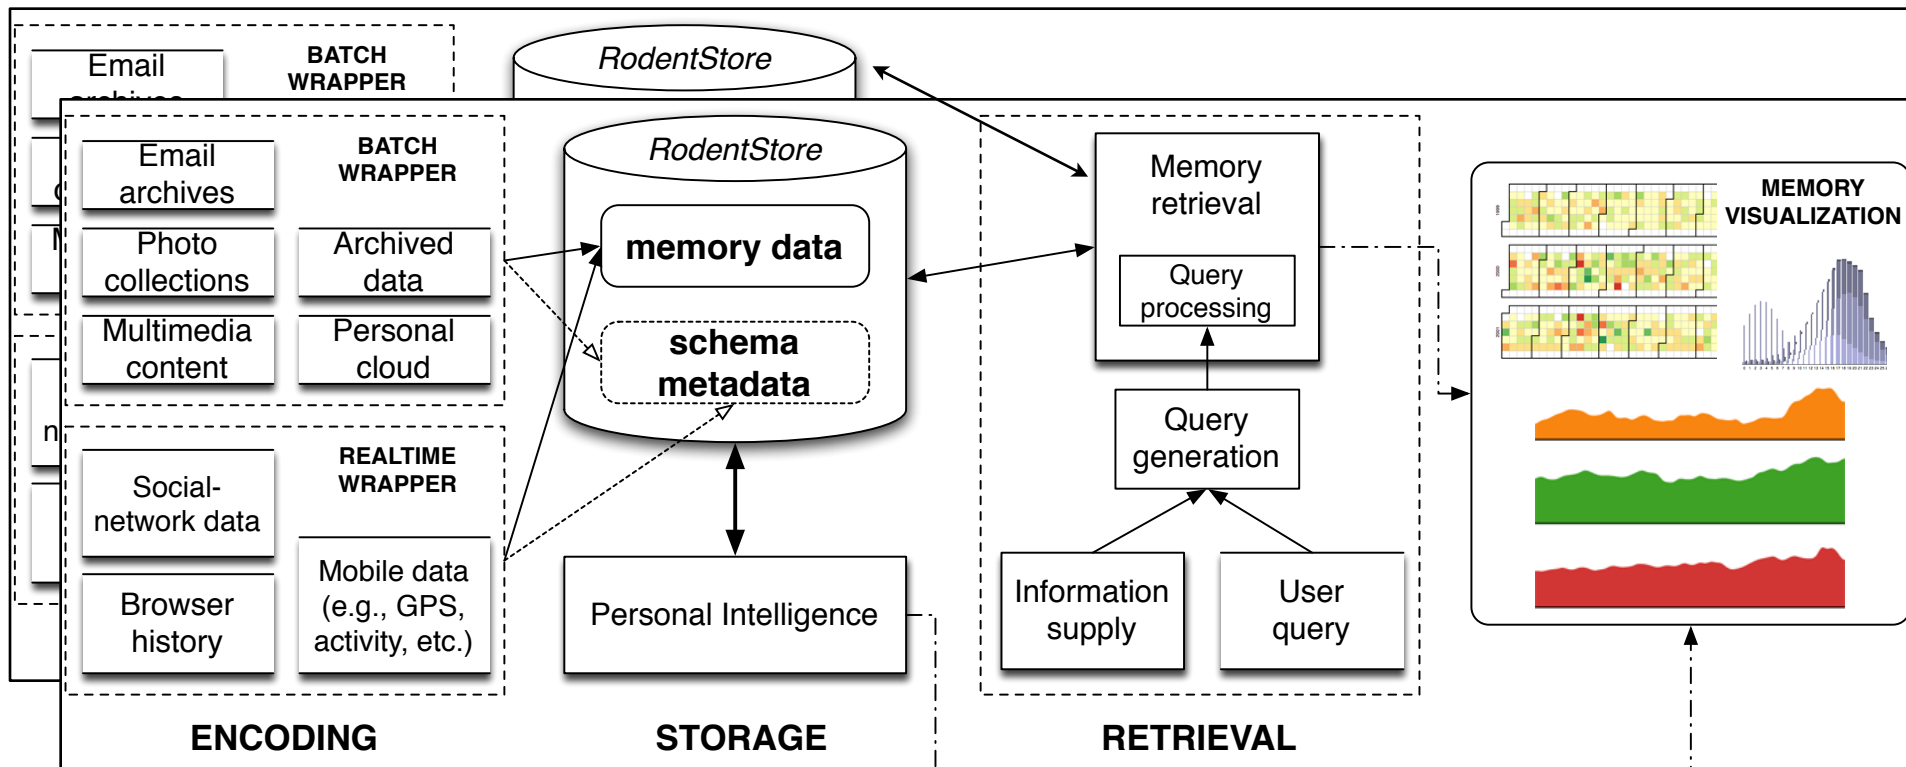 Email
archives
BATCH
WRAPPER
RodentStore
Email
archives
BATCH
WRAPPER
Photo
collections
Archived
data
Multimedia
content
Personal
cloud
Social-
network data
REALTIME
WRAPPER
Browser
history
Mobile data
(e.g., GPS,
activity, etc.)
ENCODING
RodentStore
memory data
schema
metadata
Personal Intelligence
STORAGE
Memory
retrieval
Query
processing
Query
generation
Information
supply
User
query
RETRIEVAL
MEMORY
VISUALIZATION